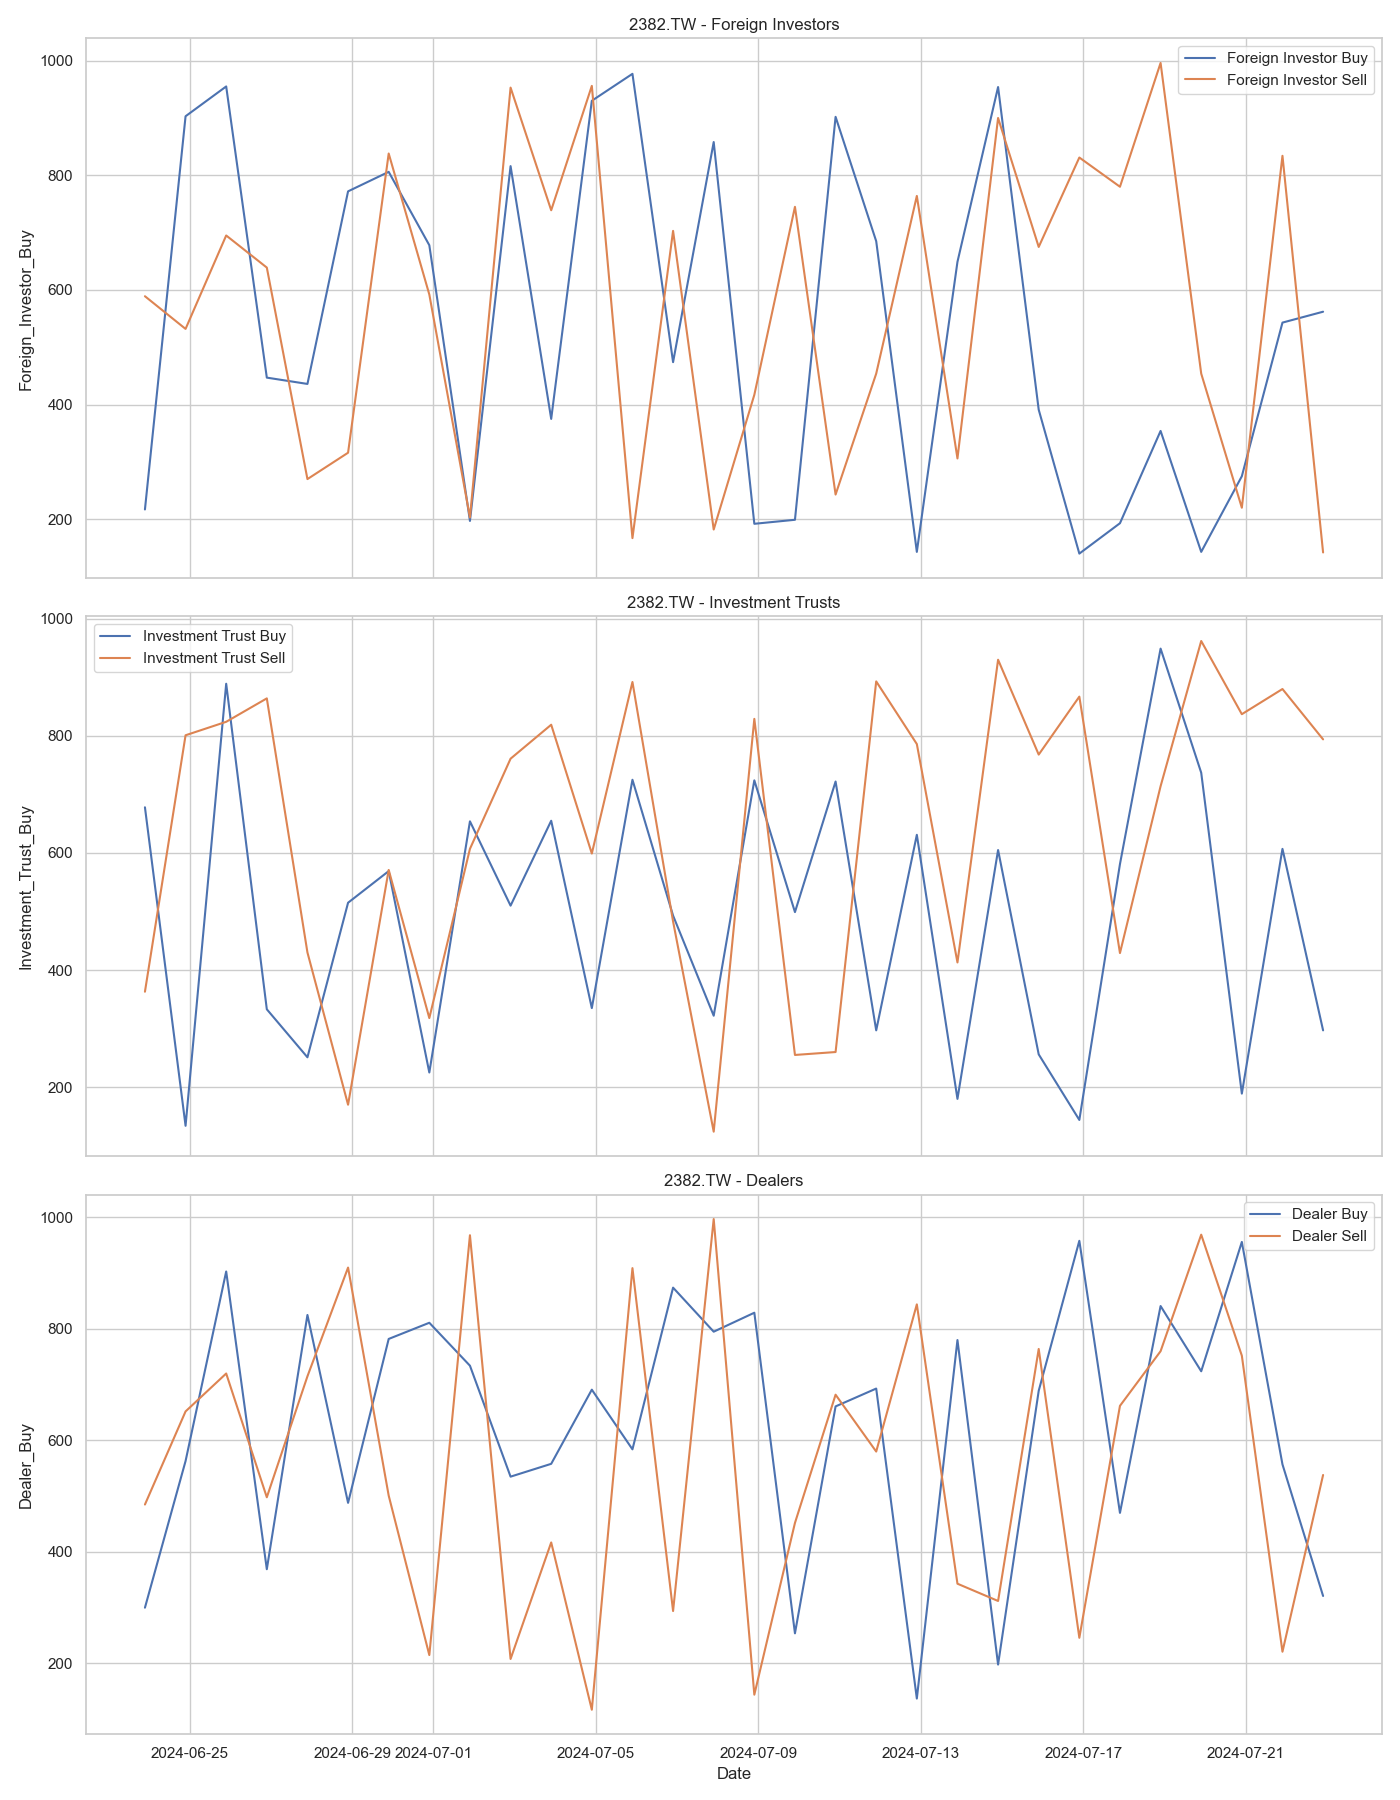 2382.TW - Foreign Investors
Foreign Investor Buy
Foreign Investor Sell
Foreign_Investor_Buy
1000
800
600
400
200
2382.TW - Investment Trusts
Investment Trust Buy
Investment Trust Sell
Investment_Trust_Buy
1000
800
600
400
200
2382.TW - Dealers
Dealer Buy
Dealer Sell
Dealer_Buy
1000
800
600
400
200
2024-06-25 2024-06-29 2024-07-01 2024-07-05 2024-07-09 2024-07-13 2024-07-17 2024-07-21
Date